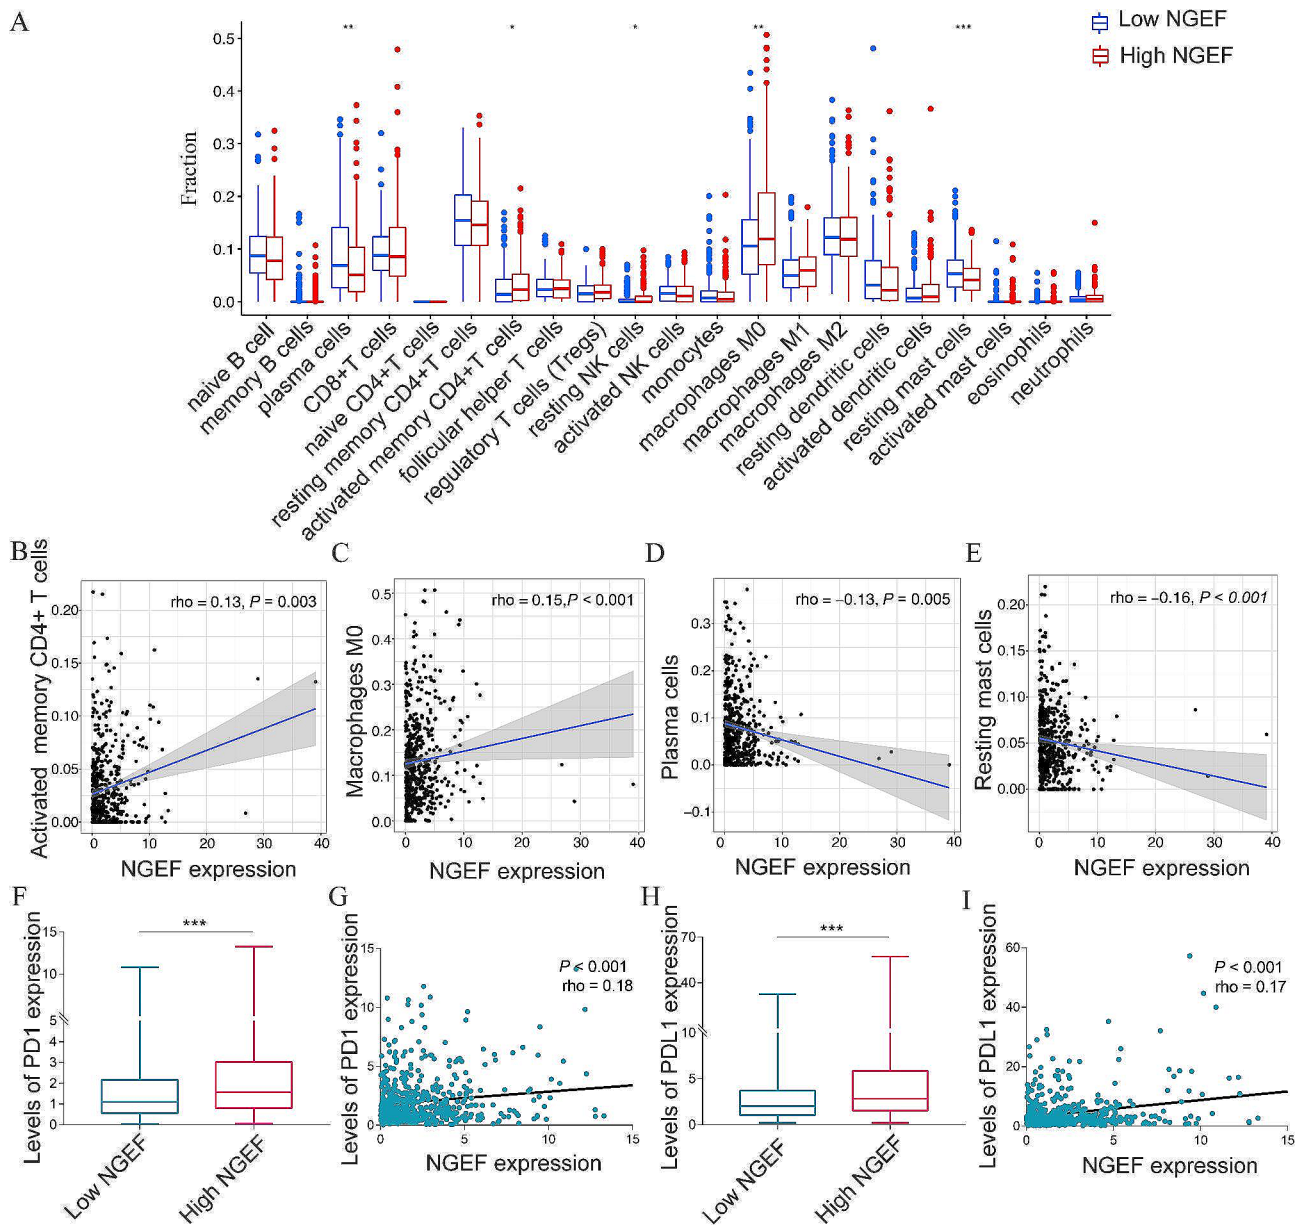 A
** * * ** ***
Low NGEF
High NGEF
Fraction
0.5
0.4
0.3
0.2
0.1
0.0
naive B cell
memory B cells
plasma cells
CD8+T cells
naive CD4+T cells
resting memory CD4+T cells
activated memory CD4+T cells
follicular helper T cells
regulatory T cells (Tregs)
resting NK cells
activated NK cells
monocytes
macrophages M0
macrophages M1
macrophages M2
resting dendritic cells
activated dendritic cells
resting mast cells
activated mast cells
eosinophils
neutrophils
B
Activated memory CD4+ T cells
rho = 0.13, P = 0.003
0.20
0.15
0.10
0.05
0.00
0 10 20 30 40
NGEF expression
C
Macrophages M0
rho = 0.15,P < 0.001
0.5
0.4
0.3
0.2
0.1
0.0
0 10 20 30 40
NGEF expression
D
Plasma cells
rho = −0.13, P = 0.005
0.3
0.2
0.1
0.0
−0.1
0 10 20 30 40
NGEF expression
E
Resting mast cells
rho = −0.16, P < 0.001
0.20
0.15
0.10
0.05
0.00
0 10 20 30 40
NGEF expression
F
Levels of PD1 expression
***
15
10
5
4
3
2
1
0
Low NGEF
High NGEF
G
Levels of PD1 expression
P < 0.001
rho = 0.18
15
10
5
0
0 5 10 15
NGEF expression
H
Levels of PDL1 expression
***
70
40
10
5
0
Low NGEF
High NGEF
I
Levels of PDL1 expression
P < 0.001
rho = 0.17
60
40
20
0
0 5 10 15
NGEF expression